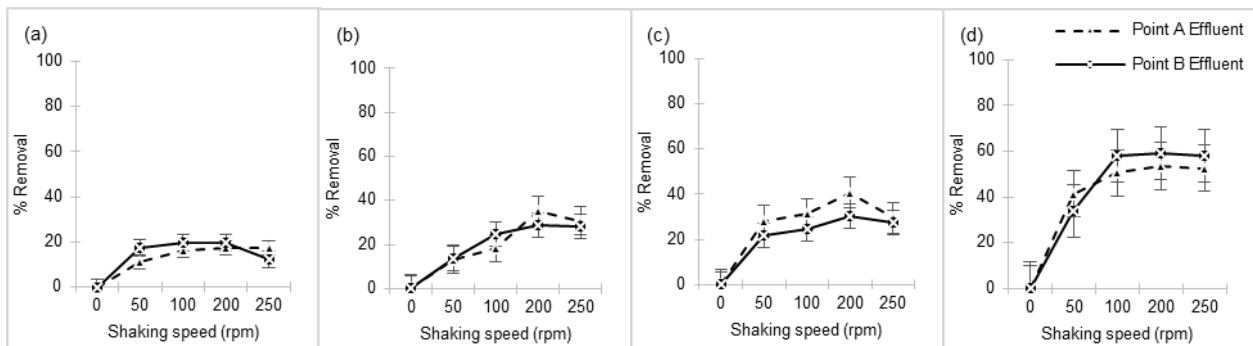 (a)
100
80
60
40
20
0
% Removal
0 50 100 200 250
Shaking speed (rpm)
(b)
100
80
60
40
20
0
% Removal
0 50 100 200 250
Shaking speed (rpm)
(c)
100
80
60
40
20
0
% Removal
0 50 100 200 250
Shaking speed (rpm)
(d)
Point A Effluent
Point B Effluent
100
80
60
40
20
0
% Removal
0 50 100 200 250
Shaking speed (rpm)